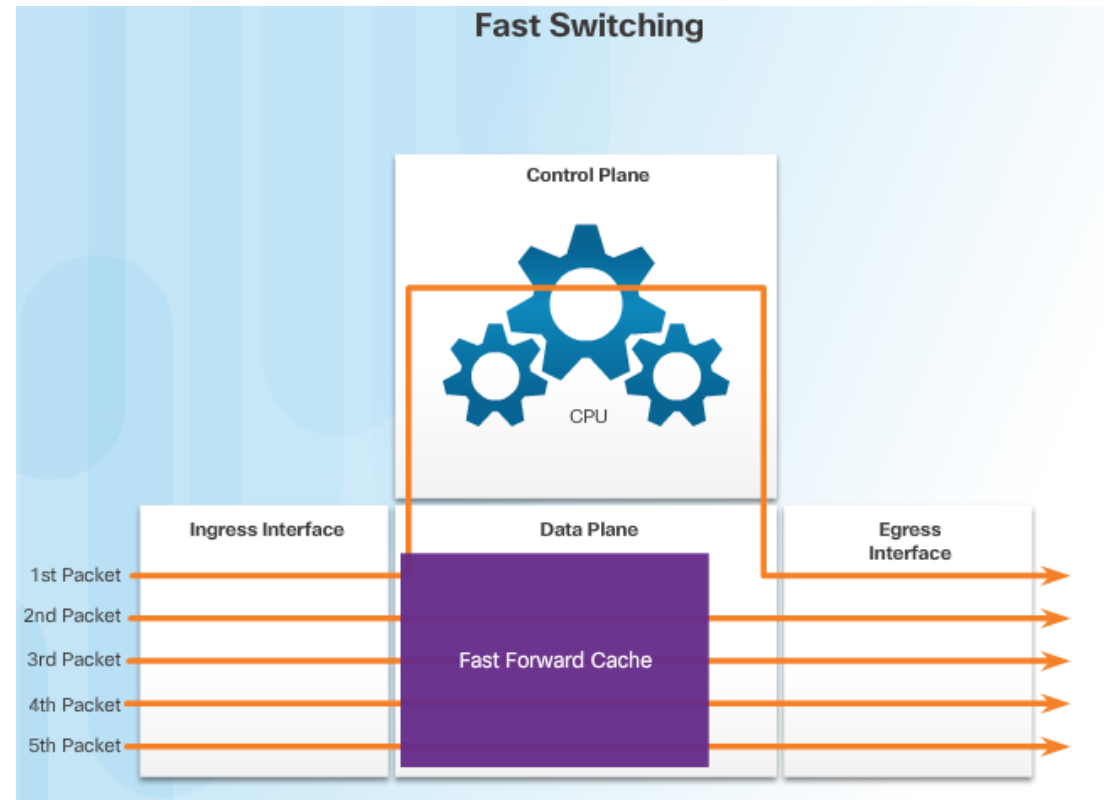 Fast Switching
Control Plane
CPU
Ingress Interface
Data Plane
Egress
Interface
1st Packet
2nd Packet
3rd Packet
Fast Forward Cache
4th Packet
5th Packet